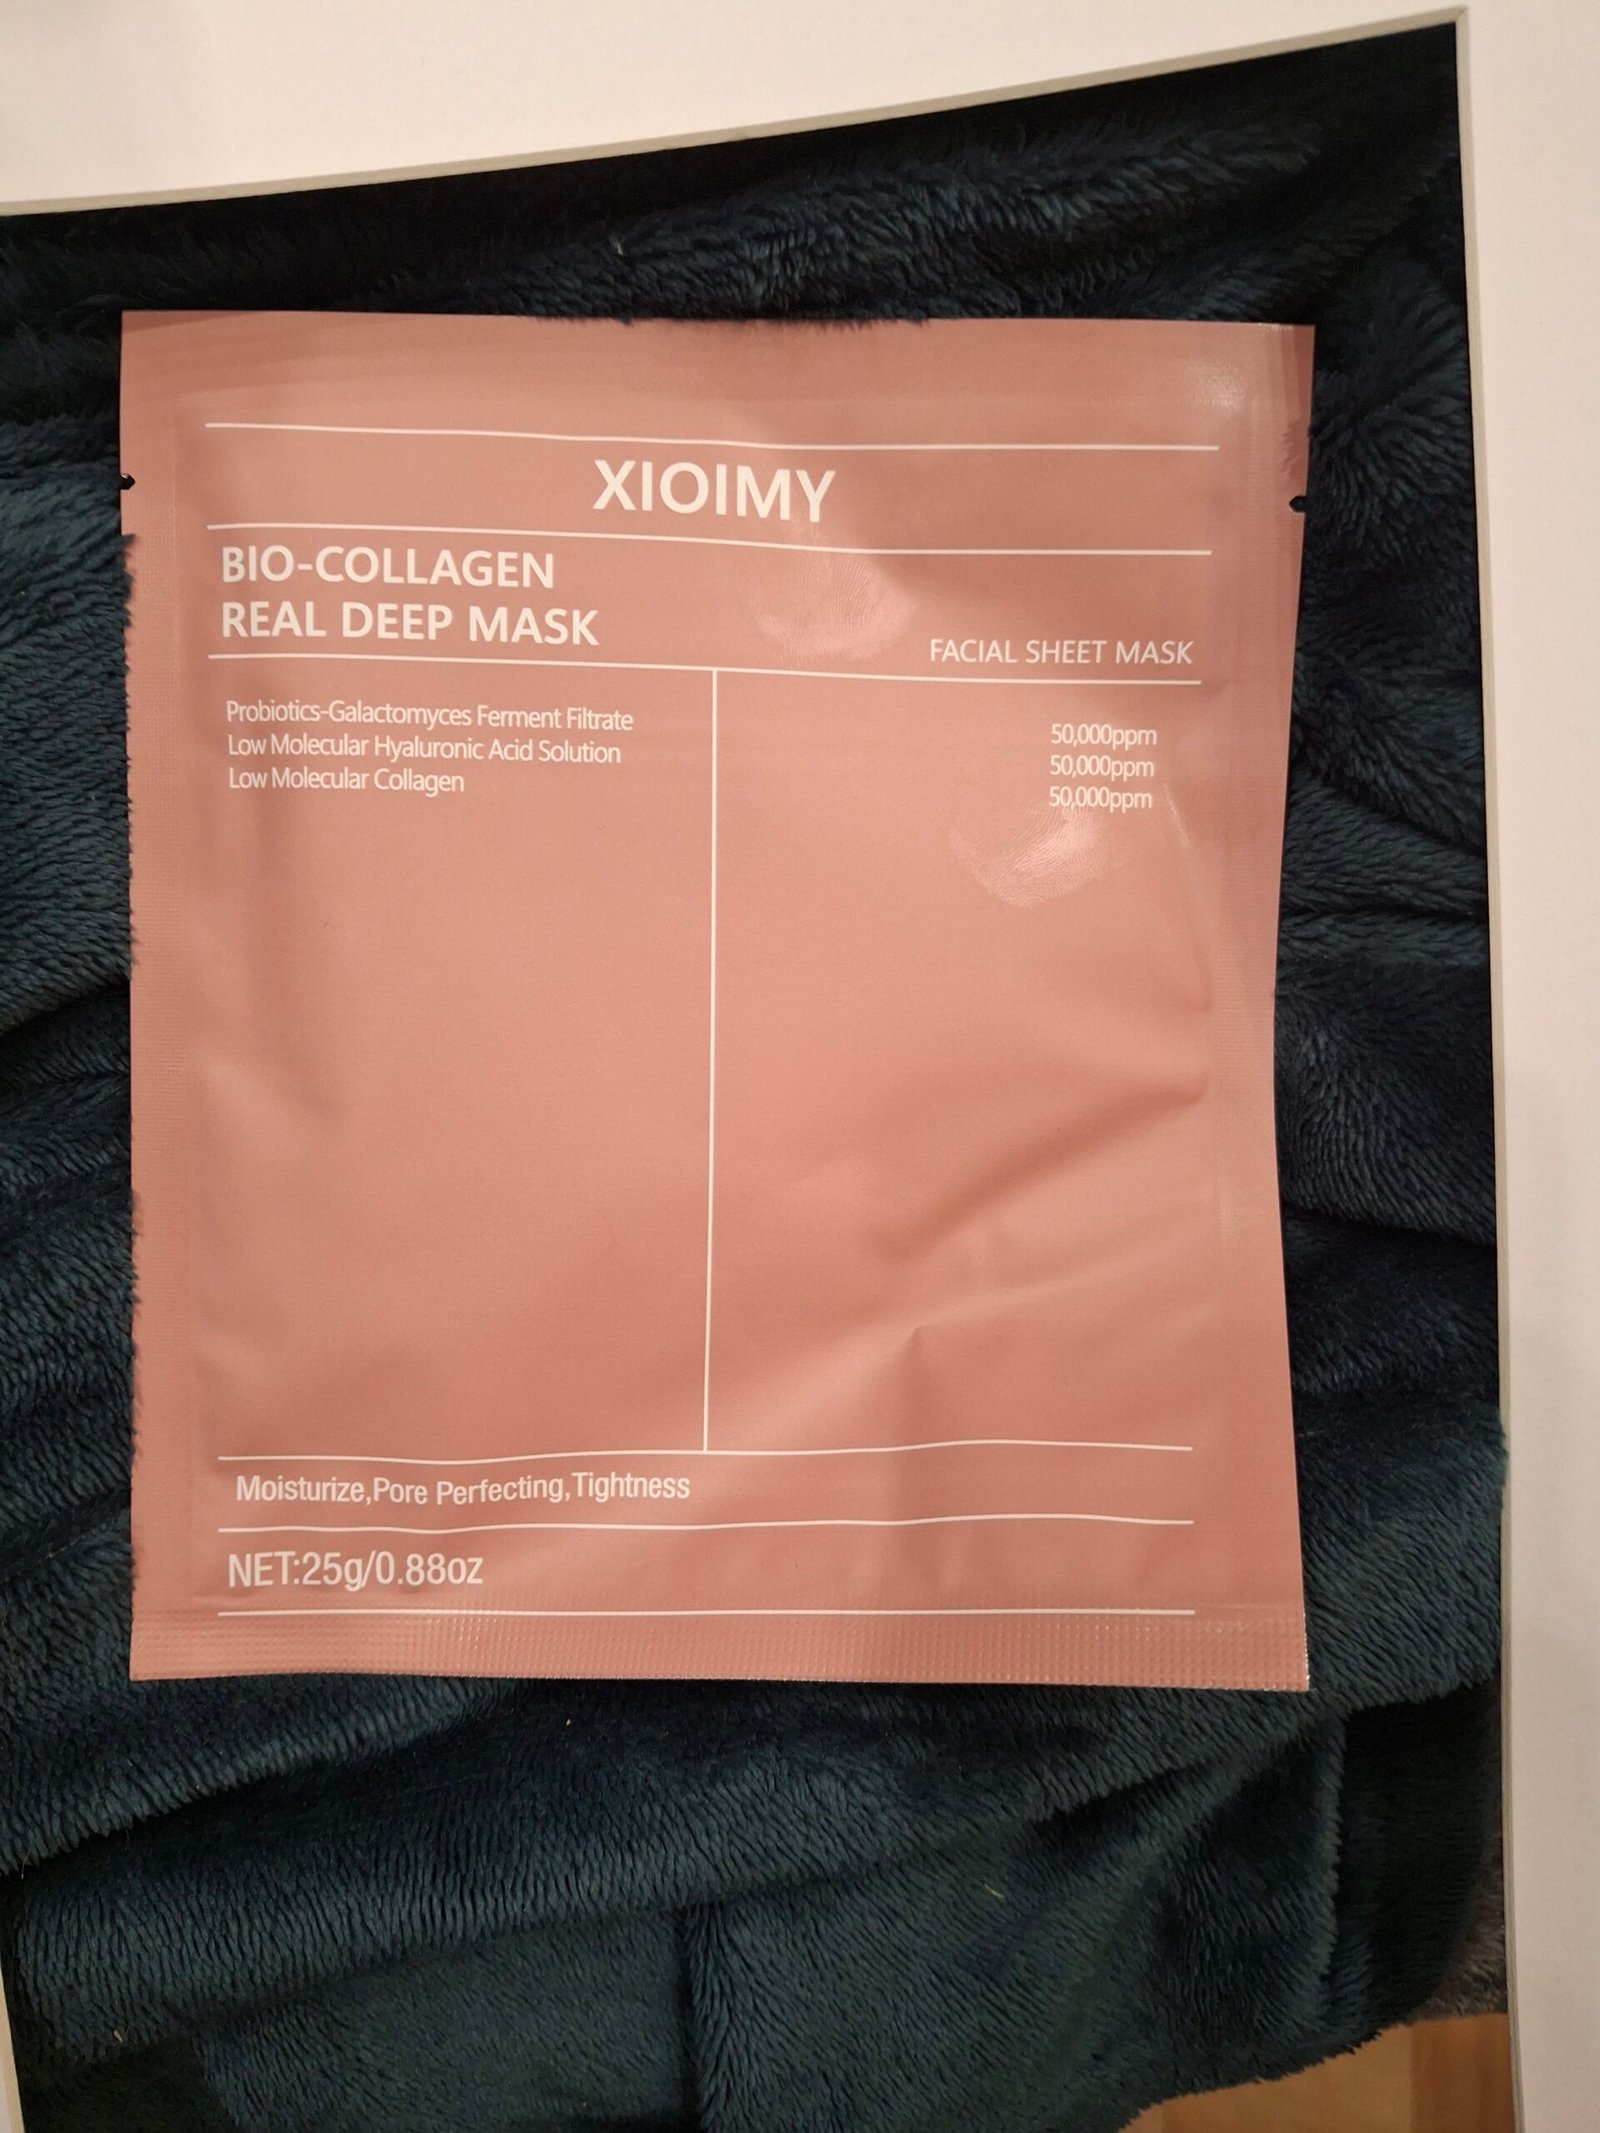 XIOIMY
BIO-COLLAGEN
REAL DEEP MASK
FACIAL SHEET MASK
Probiotics-Galactomyces Ferment Filtrate 50,000ppm
Low Molecular Hyaluronic Acid Solution 50,000ppm
Low Molecular Collagen 50,000ppm
Moisturize,Pore Perfecting,Tightness
NET:25g/0.88oz